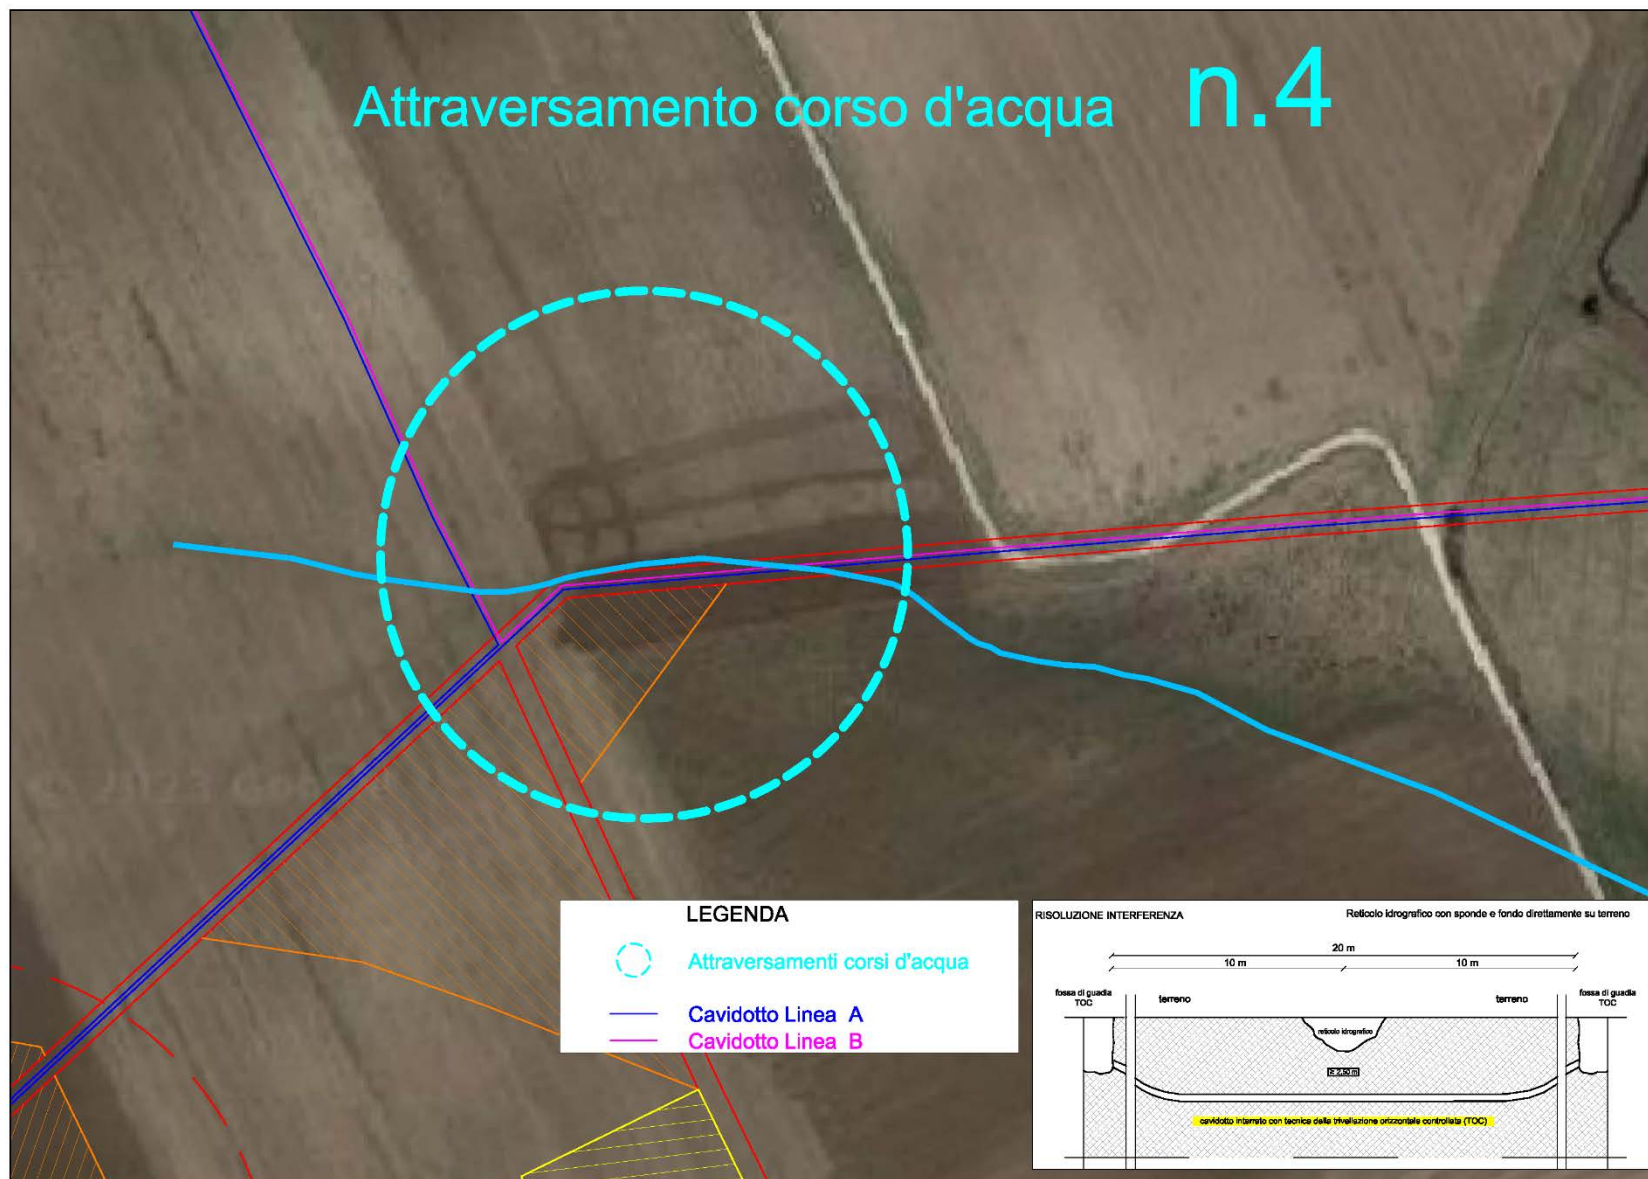 Attraversamento corso d'acqua n.4
LEGENDA
Attraversamenti corsi d'acqua
Cavidotto Linea A
Cavidotto Linea B
RISOLUZIONE INTERFERENZA
Reticolo idrografico con sponde e fondo direttamente su terreno
20 m
10 m 10 m
fossa di guadia
TOC
terreno
terreno
fossa di guadia
TOC
reticolo idrografico
≥ 2,50 m
cavidotto interrato con tecnica della trivellazione orizzontale controllata (TOC)